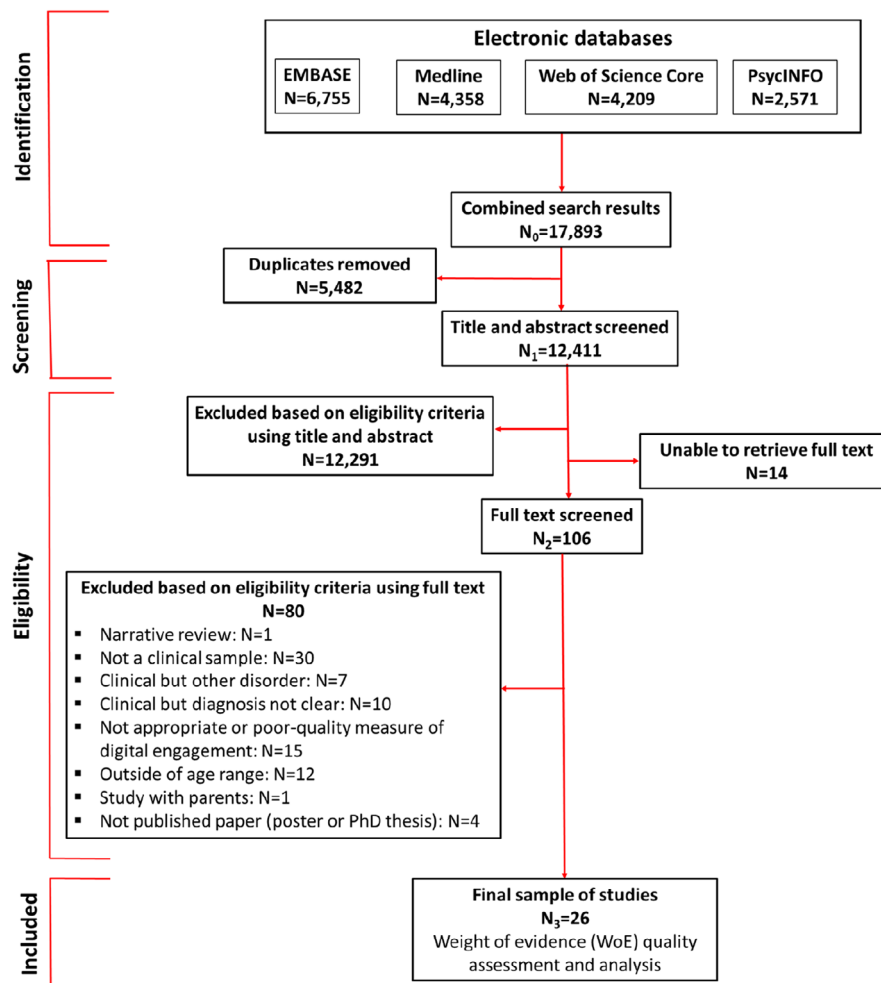 Identification
Electronic databases
EMBASE
N=6,755
Medline
N=4,358
Web of Science Core
N=4,209
PsycINFO
N=2,571
Combined search results
N₀=17,893
Screening
Duplicates removed
N=5,482
Title and abstract screened
N₁=12,411
Eligibility
Excluded based on eligibility criteria
using title and abstract
N=12,291
Unable to retrieve full text
N=14
Full text screened
N₂=106
Excluded based on eligibility criteria using full text
N=80
▪ Narrative review: N=1
▪ Not a clinical sample: N=30
▪ Clinical but other disorder: N=7
▪ Clinical but diagnosis not clear: N=10
▪ Not appropriate or poor-quality measure of
digital engagement: N=15
▪ Outside of age range: N=12
▪ Study with parents: N=1
▪ Not published paper (poster or PhD thesis): N=4
Included
Final sample of studies
N₃=26
Weight of evidence (WoE) quality
assessment and analysis